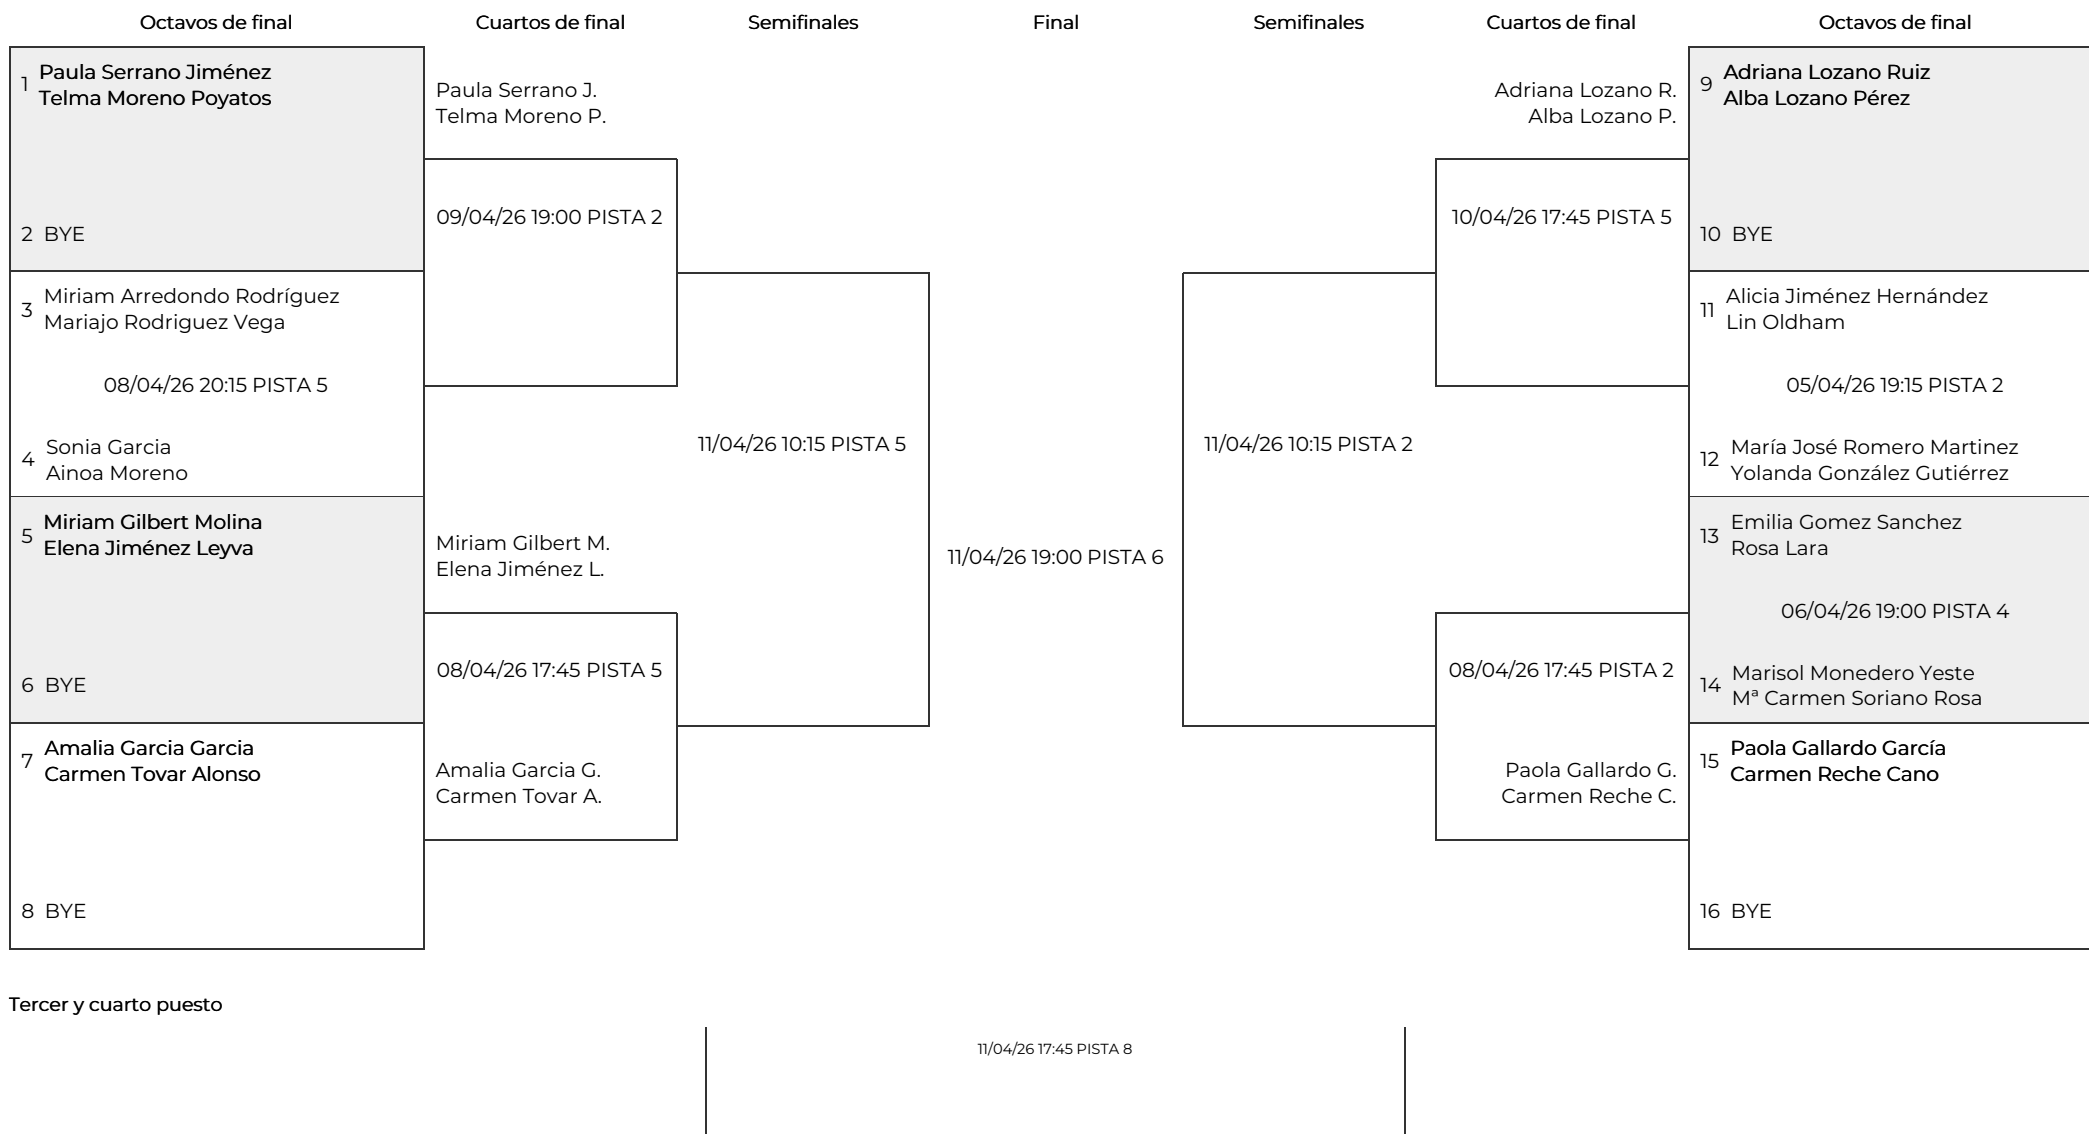 Octavos de final
Cuartos de final
Semifinales
Final
Semifinales
Cuartos de final
Octavos de final
1
Paula Serrano Jiménez
Telma Moreno Poyatos
2 BYE
3
Miriam Arredondo Rodríguez
Mariajo Rodriguez Vega
08/04/26 20:15 PISTA 5
4
Sonia Garcia
Ainoa Moreno
5
Miriam Gilbert Molina
Elena Jiménez Leyva
6 BYE
7
Amalia Garcia Garcia
Carmen Tovar Alonso
8 BYE
Paula Serrano J.
Telma Moreno P.
09/04/26 19:00 PISTA 2
Miriam Gilbert M.
Elena Jiménez L.
08/04/26 17:45 PISTA 5
Amalia Garcia G.
Carmen Tovar A.
11/04/26 10:15 PISTA 5
11/04/26 19:00 PISTA 6
11/04/26 10:15 PISTA 2
Adriana Lozano R.
Alba Lozano P.
10/04/26 17:45 PISTA 5
08/04/26 17:45 PISTA 2
Paola Gallardo G.
Carmen Reche C.
9
Adriana Lozano Ruiz
Alba Lozano Pérez
10 BYE
11
Alicia Jiménez Hernández
Lin Oldham
05/04/26 19:15 PISTA 2
12
María José Romero Martinez
Yolanda González Gutiérrez
13
Emilia Gomez Sanchez
Rosa Lara
06/04/26 19:00 PISTA 4
14
Marisol Monedero Yeste
Mª Carmen Soriano Rosa
15
Paola Gallardo García
Carmen Reche Cano
16 BYE
Tercer y cuarto puesto
11/04/26 17:45 PISTA 8